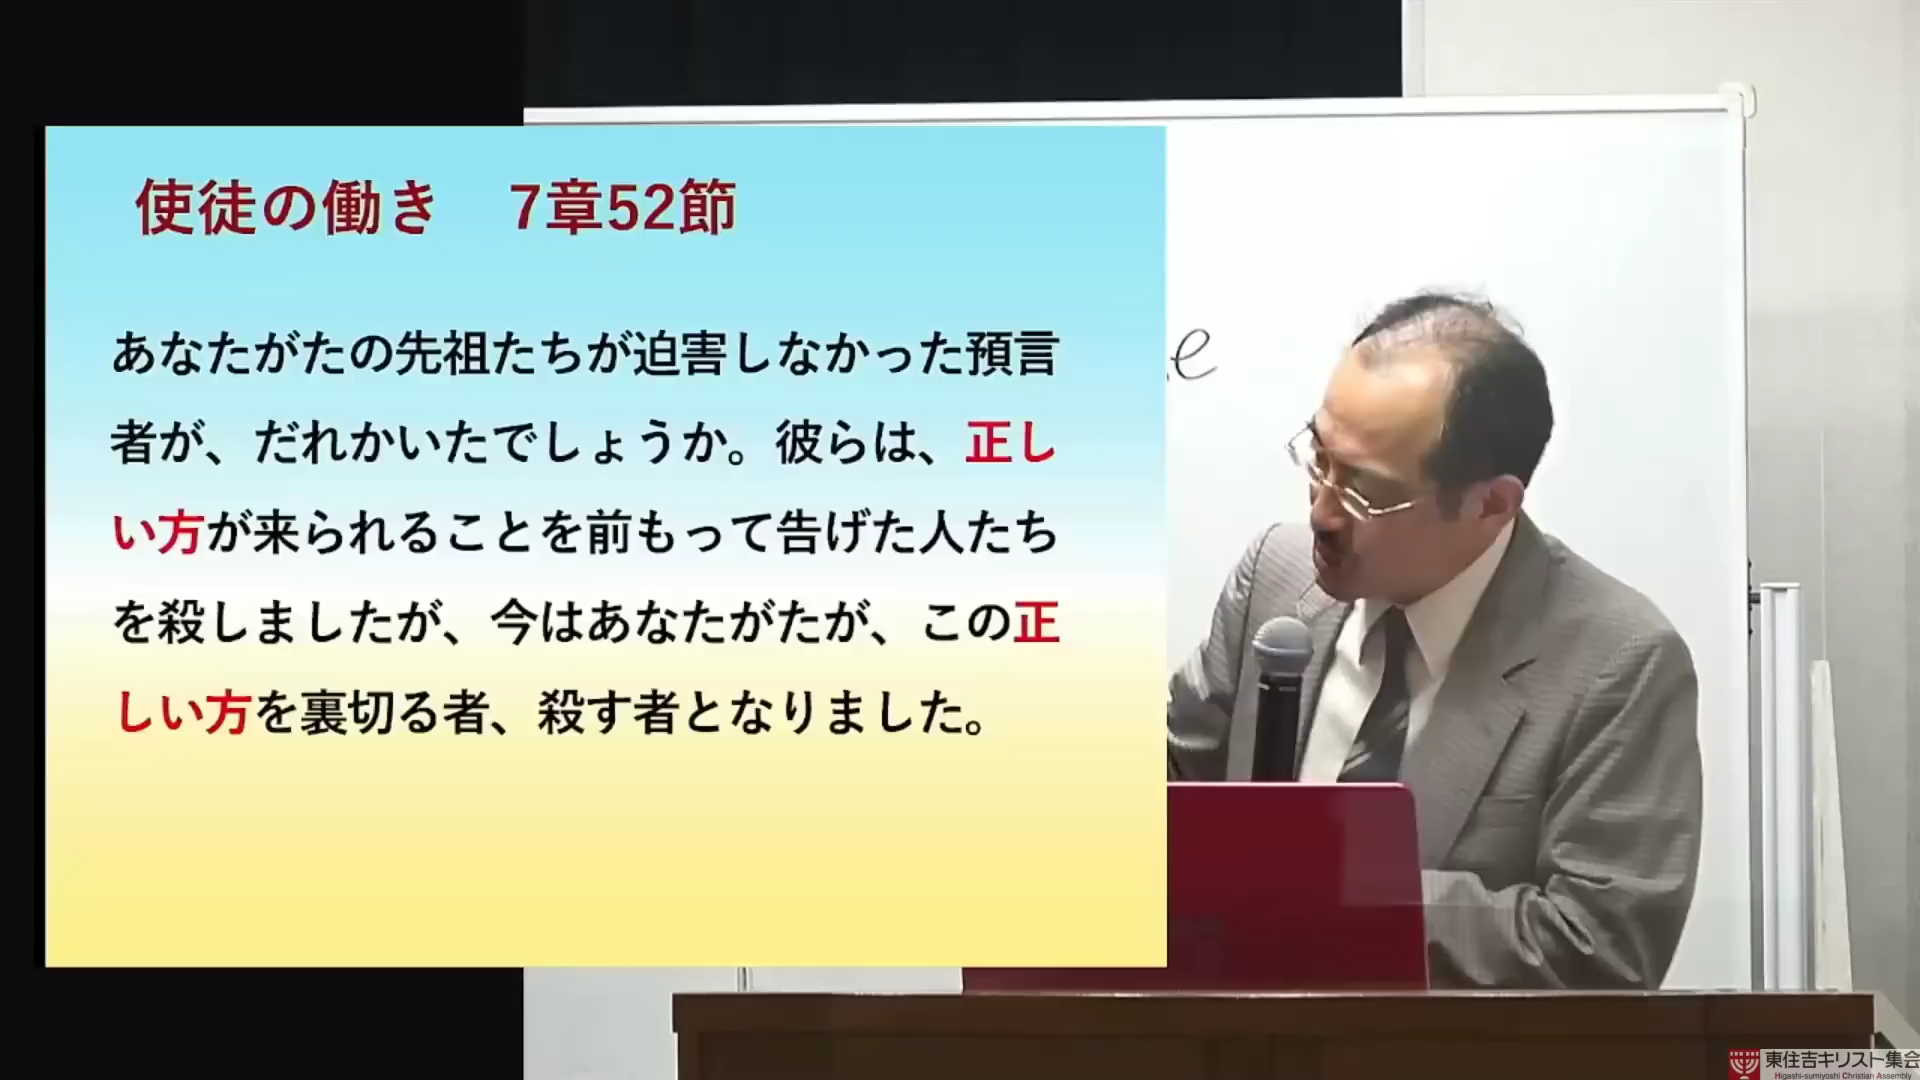 使徒の働き　7章52節
あなたがたの先祖たちが迫害しなかった預言
者が、だれかいたでしょうか。彼らは、正し
い方が来られることを前もって告げた人たち
を殺しましたが、今はあなたがたが、この正
しい方を裏切る者、殺す者となりました。
e
東住吉キリスト集会
Higashi-sumiyoshi Christian Assembly